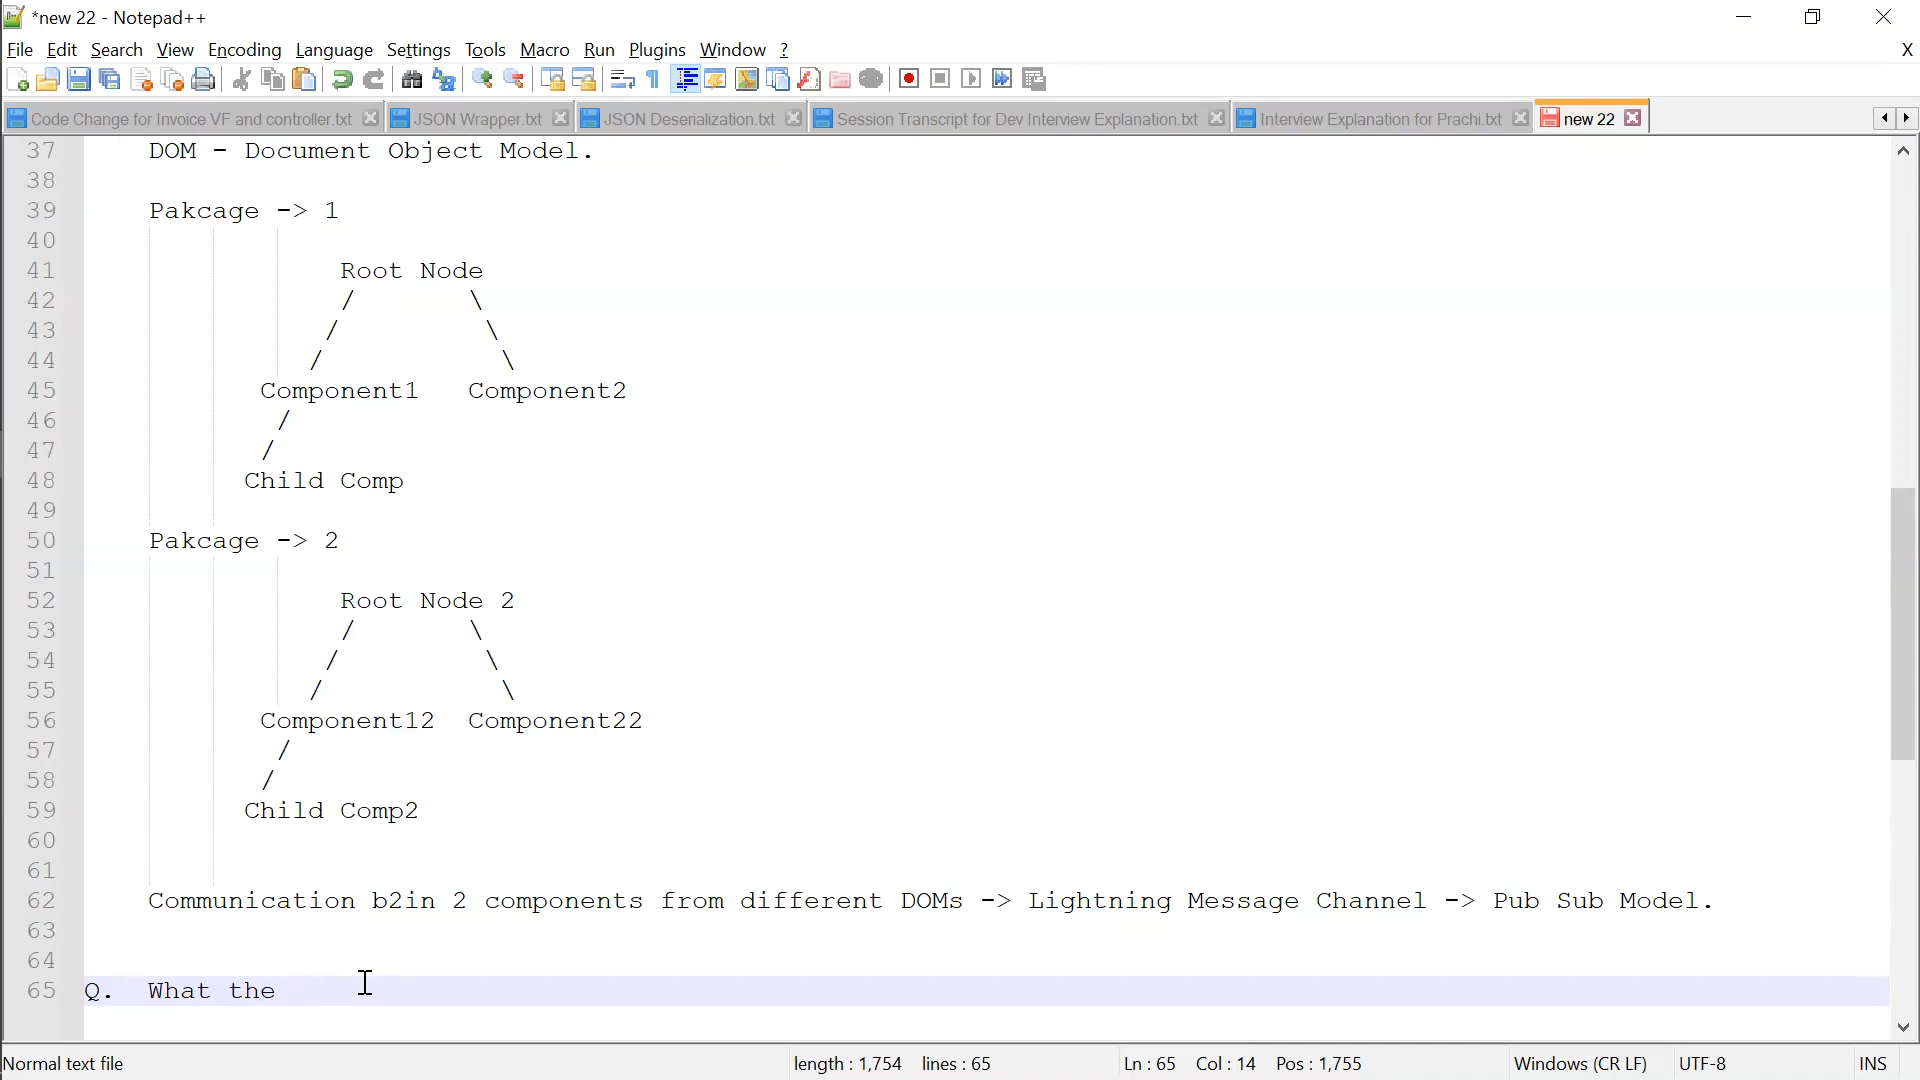 *new 22 - Notepad++
File Edit Search View Encoding Language Settings Tools Macro Run Plugins Window ? X
Code Change for Invoice VF and controller.txt JSON Wrapper.txt JSON Deserialization.txt Session Transcript for Dev Interview Explanation.txt Interview Explanation for Prachi.txt new 22
37 DOM - Document Object Model.
38
39 Pakcage -> 1
40
41 Root Node
42 / \
43 / \
44 / \
45 Component1 Component2
46 /
47 /
48 Child Comp
49
50 Pakcage -> 2
51
52 Root Node 2
53 / \
54 / \
55 / \
56 Component12 Component22
57 /
58 /
59 Child Comp2
60
61
62 Communication b2in 2 components from different DOMs -> Lightning Message Channel -> Pub Sub Model.
63
64
65 Q. What the
Normal text file length : 1,754 lines : 65 Ln : 65 Col : 14 Pos : 1,755 Windows (CR LF) UTF-8 INS